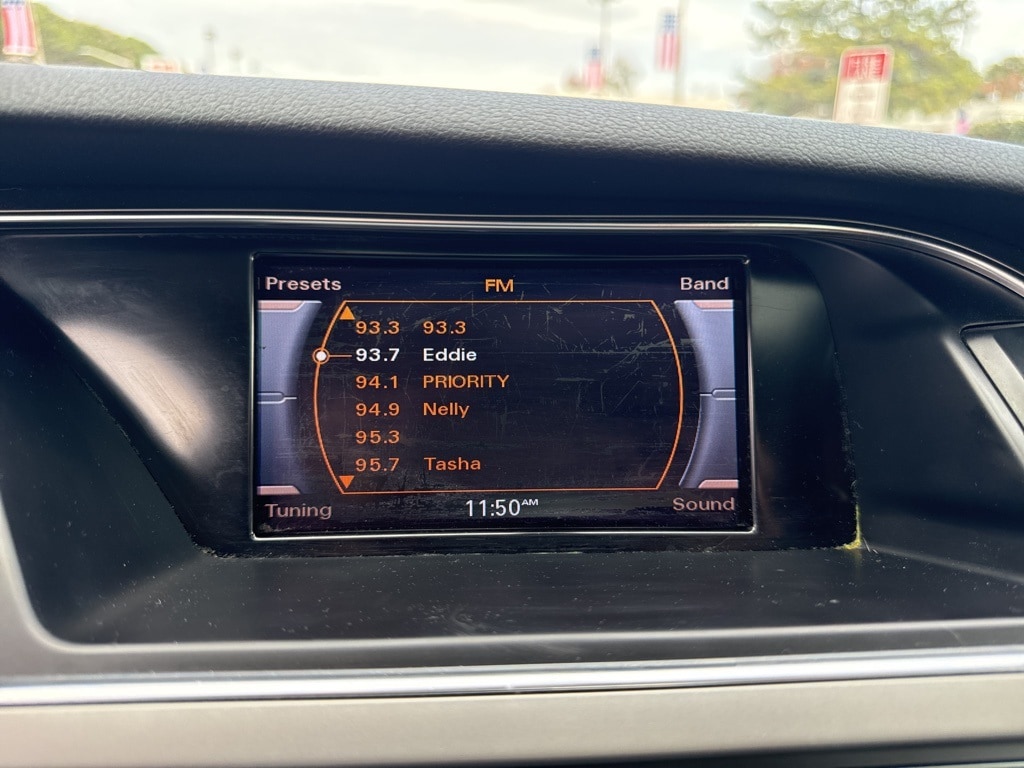 Presets FM Band
93.3 93.3
93.7 Eddie
94.1 PRIORITY
94.9 Nelly
95.3
95.7 Tasha
Tuning 11:50AM Sound